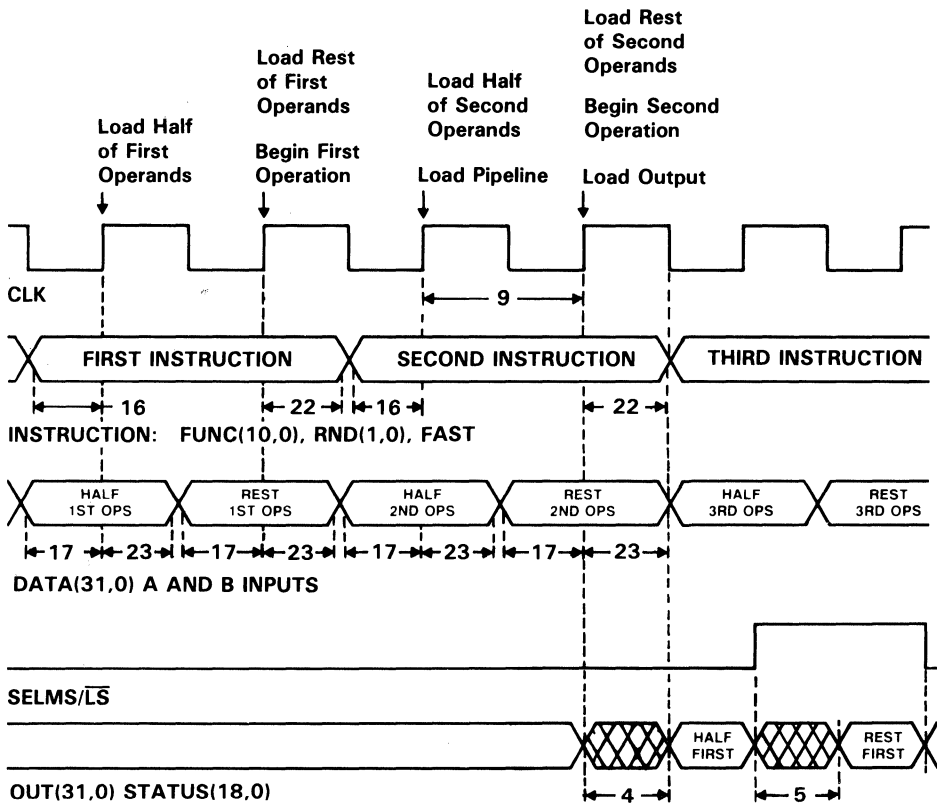 Load Half
of First
Operands
Load Rest
of First
Operands
Begin First
Operation
Load Half
of Second
Operands
Load Pipeline
Load Rest
of Second
Operands
Begin Second
Operation
Load Output
CLK
9
FIRST INSTRUCTION
SECOND INSTRUCTION
THIRD INSTRUCTION
16
22
16
22
INSTRUCTION: FUNC(10,0), RND(1,0), FAST
HALF
1ST OPS
REST
1ST OPS
HALF
2ND OPS
REST
2ND OPS
HALF
3RD OPS
REST
3RD OPS
17
23
17
23
17
23
17
23
DATA(31,0) A AND B INPUTS
SELMS/L̅S̅
HALF
FIRST
REST
FIRST
OUT(31,0) STATUS(18,0)
4
5